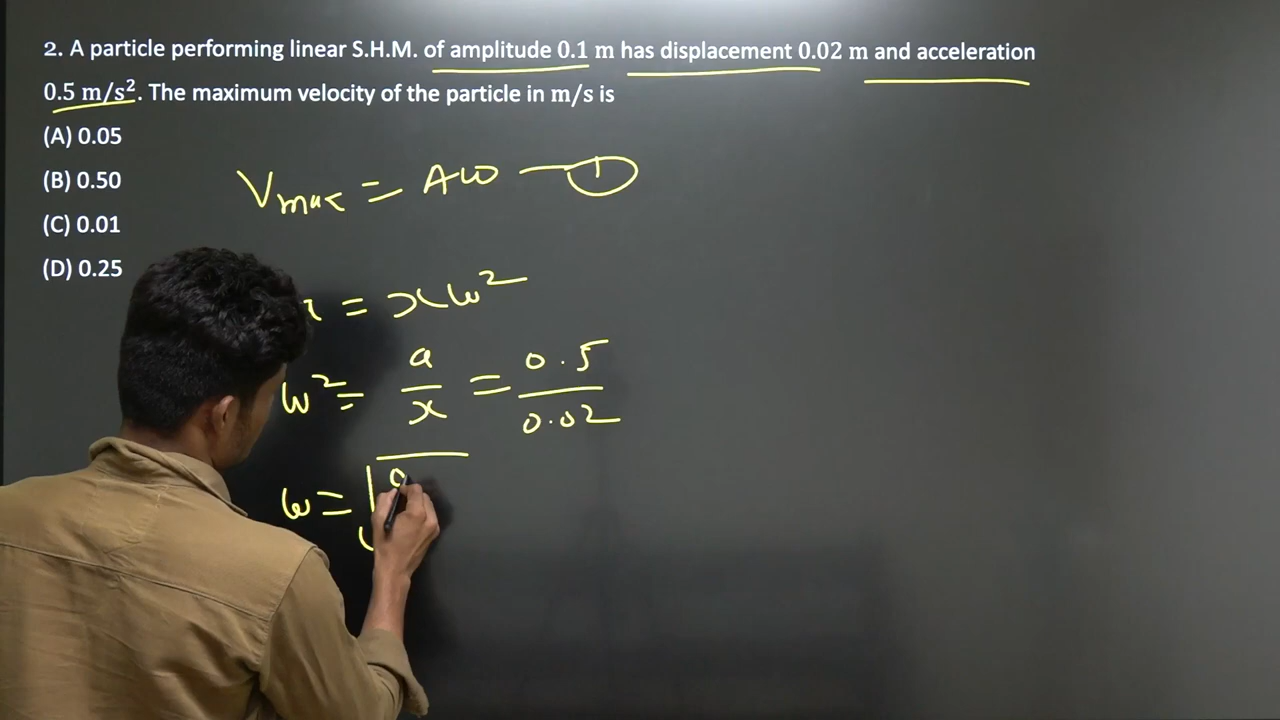 2. A particle performing linear S.H.M. of amplitude 0.1 m has displacement 0.02 m and acceleration
0.5 m/s². The maximum velocity of the particle in m/s is
(A) 0.05
(B) 0.50
(C) 0.01
(D) 0.25
Vmax = Aω — 1
= xω²
ω² = a/x = 0.5/0.02
ω = √